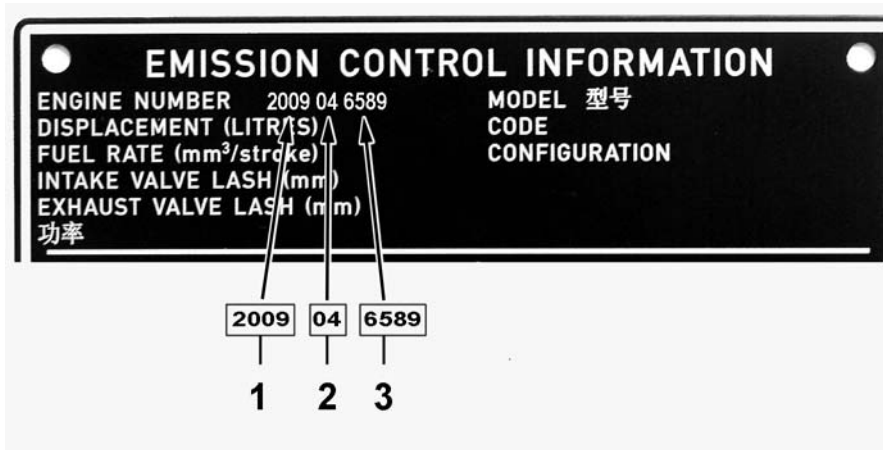 EMISSION CONTROL INFORMATION
ENGINE NUMBER 2009 04 6589
DISPLACEMENT (LITRES)
FUEL RATE (mm³/stroke)
INTAKE VALVE LASH (mm)
EXHAUST VALVE LASH (mm)
功率
MODEL 型号
CODE
CONFIGURATION
2009 04 6589
1 2 3